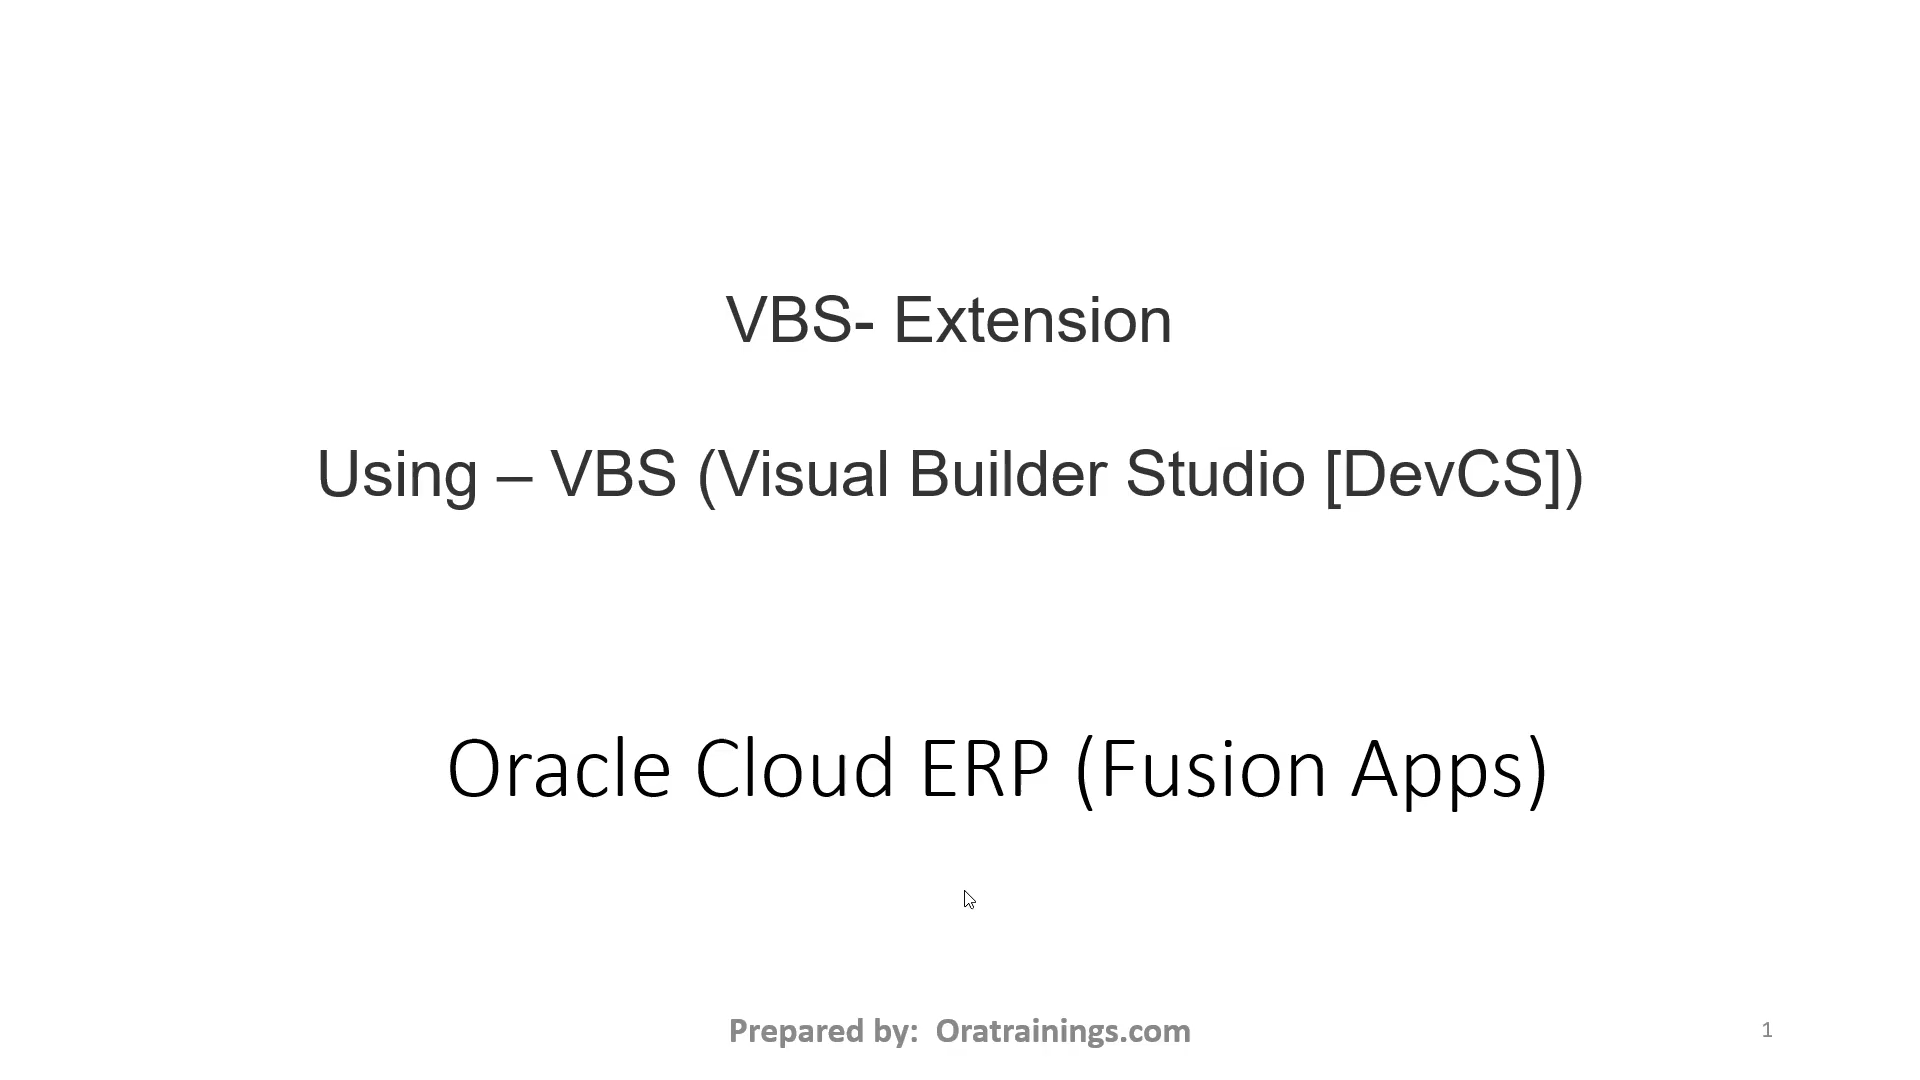 VBS- Extension
Using – VBS (Visual Builder Studio [DevCS])
Oracle Cloud ERP (Fusion Apps)
Prepared by: Oratrainings.com
1